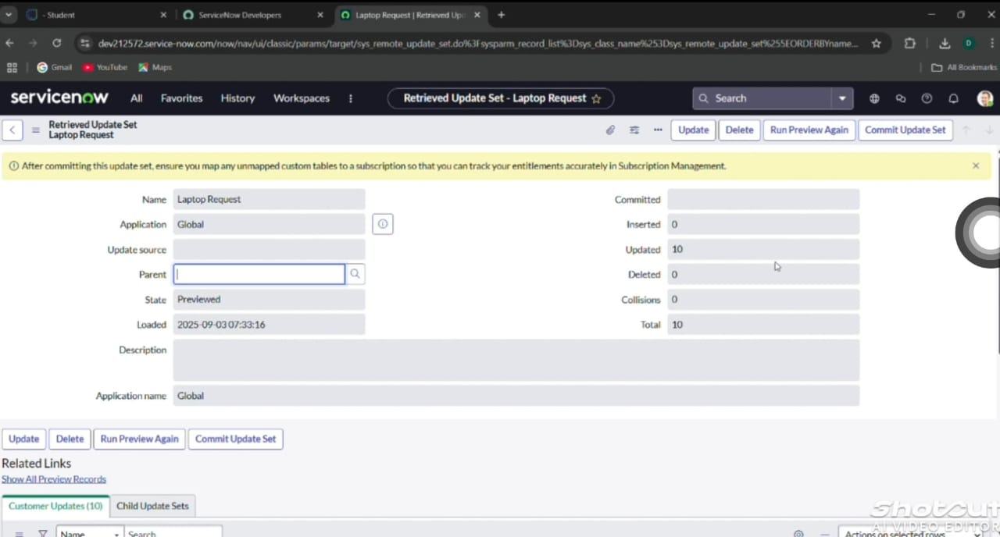 - Student
ServiceNow Developers
Laptop Request | Retrieved Upd
dev212572.service-now.com/now/nav/ui/classic/params/target/sys_remote_update_set.do%3Fsysparm_record_list%3Dsys_class_name%253Dsys_remote_update_set%255EORDERBYname...
D
Gmail YouTube Maps All Bookmarks
servicenow All Favorites History Workspaces Retrieved Update Set - Laptop Request Search
Retrieved Update Set
Laptop Request
Update Delete Run Preview Again Commit Update Set
After committing this update set, ensure you map any unmapped custom tables to a subscription so that you can track your entitlements accurately in Subscription Management.
Name Laptop Request Committed
Application Global Inserted 0
Update source Updated 10
Parent Deleted 0
State Previewed Collisions 0
Loaded 2025-09-03 07:33:16 Total 10
Description
Application name Global
Update Delete Run Preview Again Commit Update Set
Related Links
Show All Preview Records
Customer Updates (10) Child Update Sets
Name Search Actions on selected rows...
Shotcut
AI VIDEO EDITOR